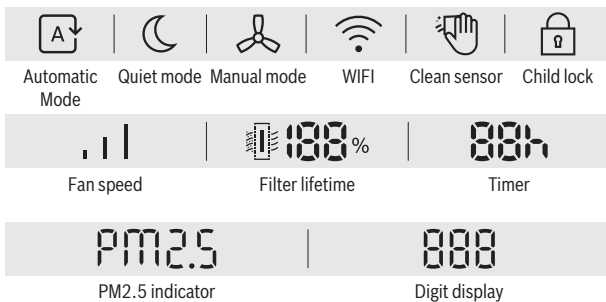 A
Automatic Mode
Quiet mode
Manual mode
WIFI
Clean sensor
Child lock
188%
88h
Fan speed
Filter lifetime
Timer
PM2.5
888
PM2.5 indicator
Digit display